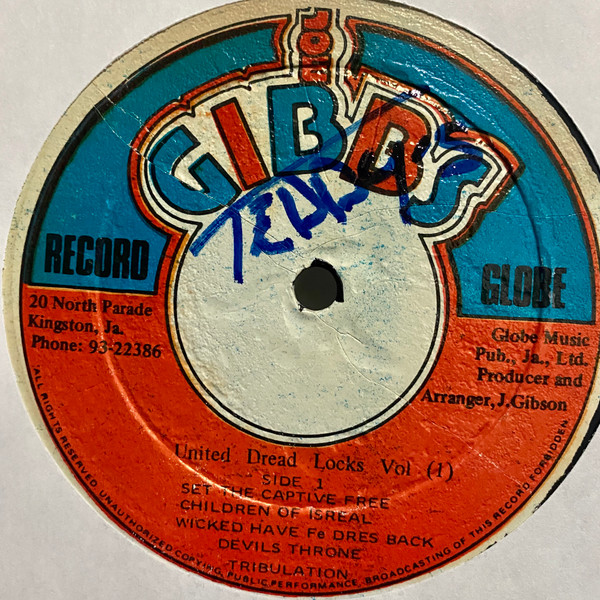 JOE
GIBBS
RECORD
GLOBE
20 North Parade
Kingston, Ja.
Phone: 93-22386
Globe Music
Pub., Ja., Ltd.
Producer and
Arranger, J.Gibson
United Dread Locks Vol (1)
SIDE 1
SET THE CAPTIVE FREE
CHILDREN OF ISREAL
WICKED HAVE Fe DRES BACK
DEVILS THRONE
TRIBULATION
ALL RIGHTS RESERVED. UNAUTHORIZED COPYING, PUBLIC PERFORMANCE, BROADCASTING OF THIS RECORD FORBIDDEN